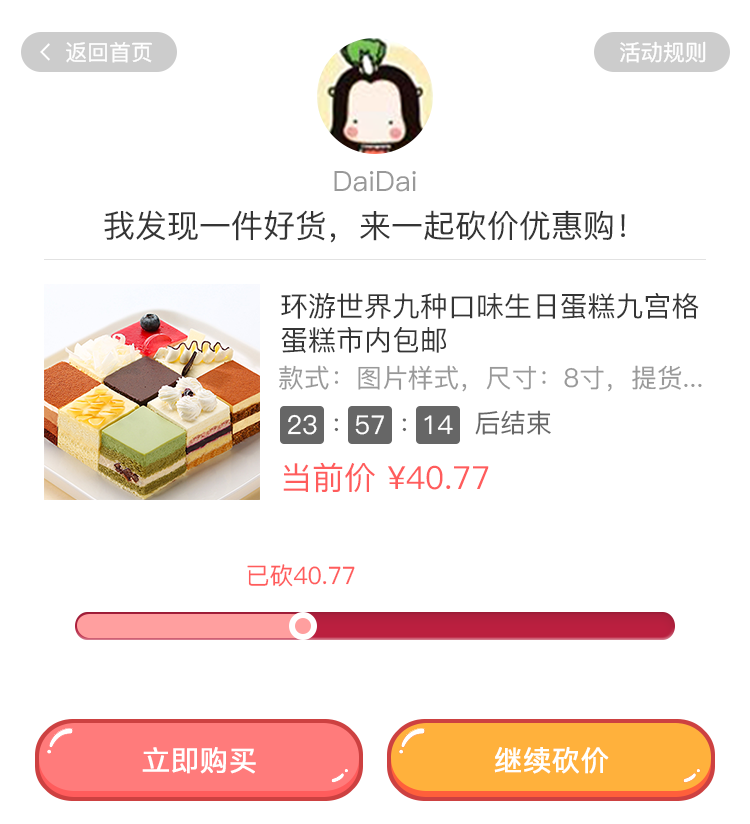 返回首页
活动规则
DaiDai
我发现一件好货，来一起砍价优惠购！
环游世界九种口味生日蛋糕九宫格
蛋糕市内包邮
款式：图片样式，尺寸：8寸，提货...
23 : 57 : 14 后结束
当前价 ¥40.77
已砍40.77
立即购买
继续砍价